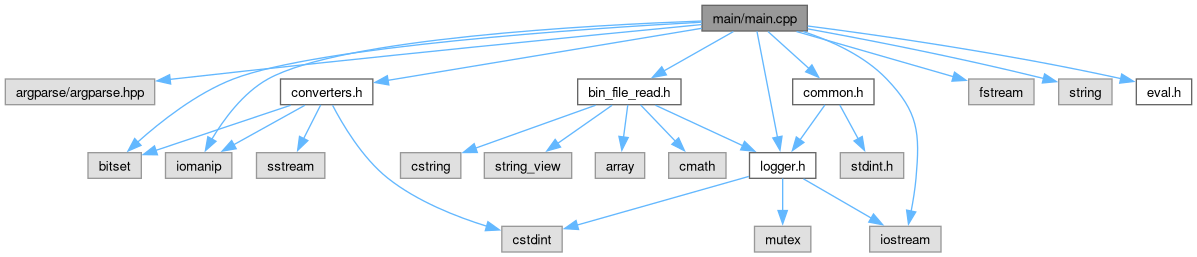 main/main.cpp
argparse/argparse.hpp
converters.h
bin_file_read.h
common.h
fstream
string
eval.h
bitset
iomanip
sstream
cstring
string_view
array
cmath
logger.h
stdint.h
cstdint
mutex
iostream